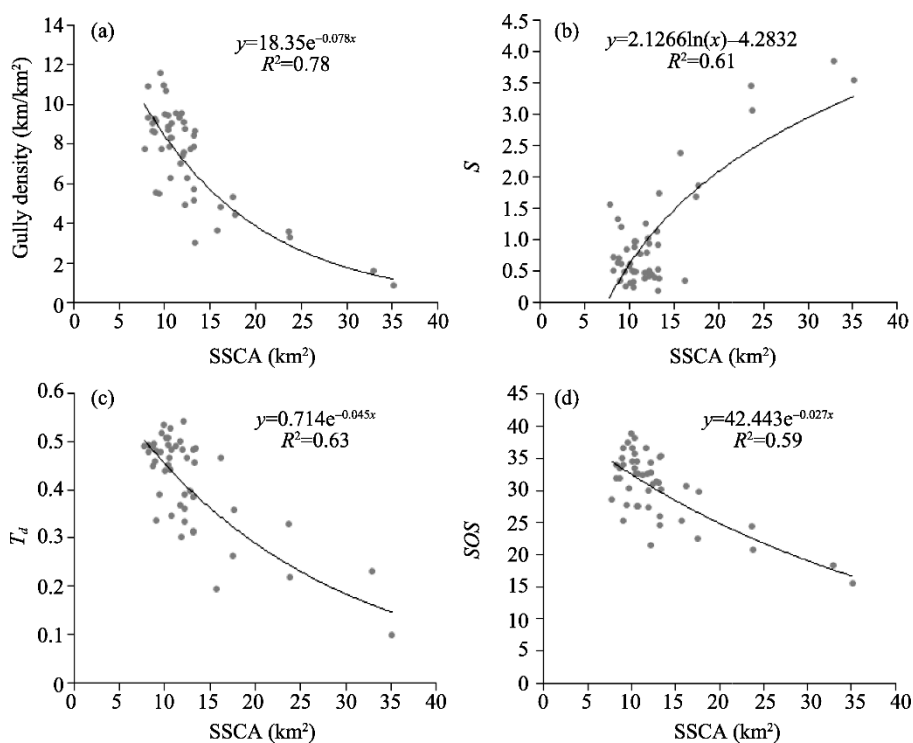 (a)
y=18.35e^{-0.078x}
R²=0.78
Gully density (km/km²)
14
12
10
8
6
4
2
0
0 5 10 15 20 25 30 35 40
SSCA (km²)
(b)
y=2.1266ln(x)–4.2832
R²=0.61
S
4.5
4.0
3.5
3.0
2.5
2.0
1.5
1.0
0.5
0
0 5 10 15 20 25 30 35 40
SSCA (km²)
(c)
y=0.714e^{-0.045x}
R²=0.63
T_d
0.6
0.5
0.4
0.3
0.2
0.1
0
0 5 10 15 20 25 30 35 40
SSCA (km²)
(d)
y=42.443e^{-0.027x}
R²=0.59
SOS
45
40
35
30
25
20
15
10
5
0
0 5 10 15 20 25 30 35 40
SSCA (km²)